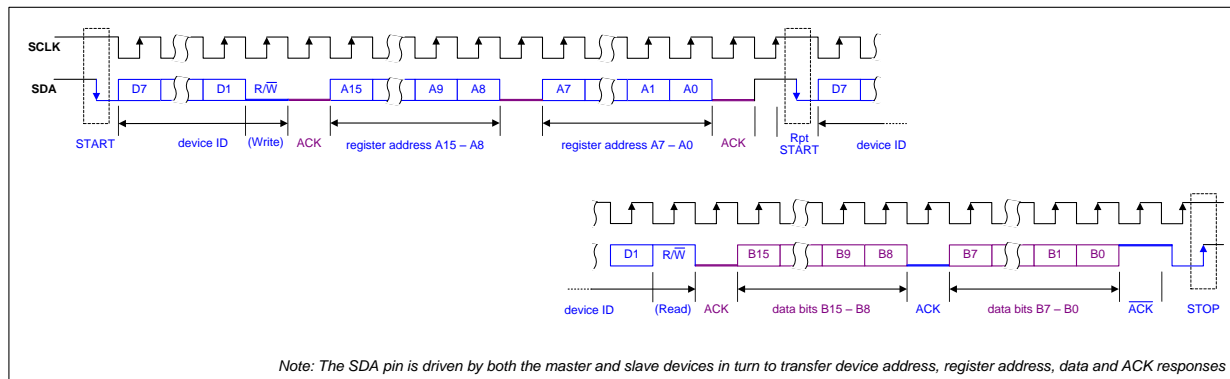 SCLK
SDA D7 D1 R/W̅ A15 A9 A8 A7 A1 A0 D7
START device ID (Write) ACK register address A15 – A8 register address A7 – A0 ACK Rpt START device ID
D1 R/W̅ B15 B9 B8 B7 B1 B0
device ID (Read) ACK data bits B15 – B8 ACK data bits B7 – B0 A̅C̅K̅ STOP
Note: The SDA pin is driven by both the master and slave devices in turn to transfer device address, register address, data and ACK responses